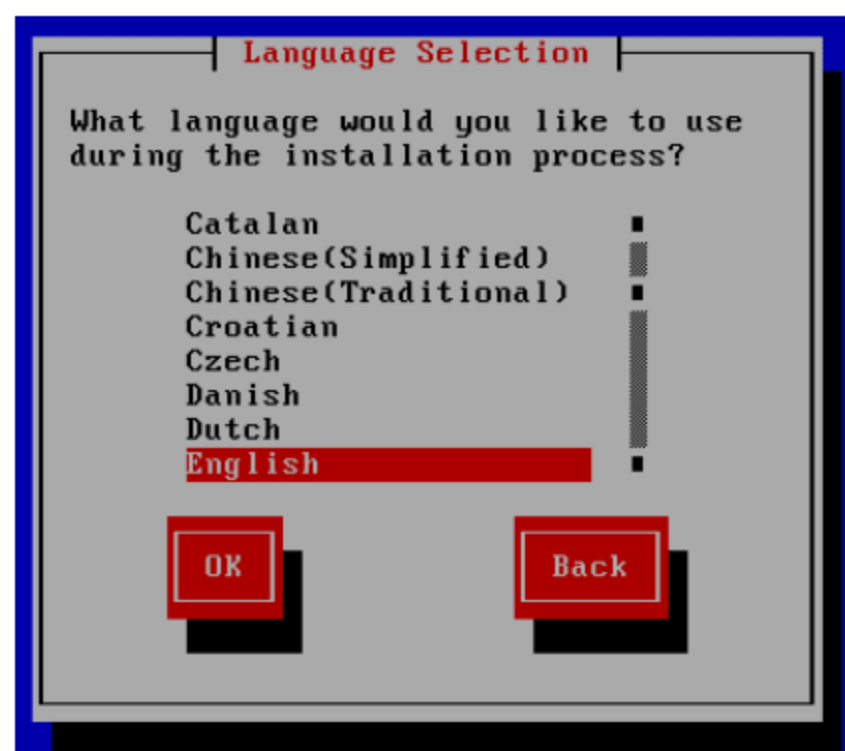 Language Selection
What language would you like to use
during the installation process?
Catalan
Chinese(Simplified)
Chinese(Traditional)
Croatian
Czech
Danish
Dutch
English
OK Back